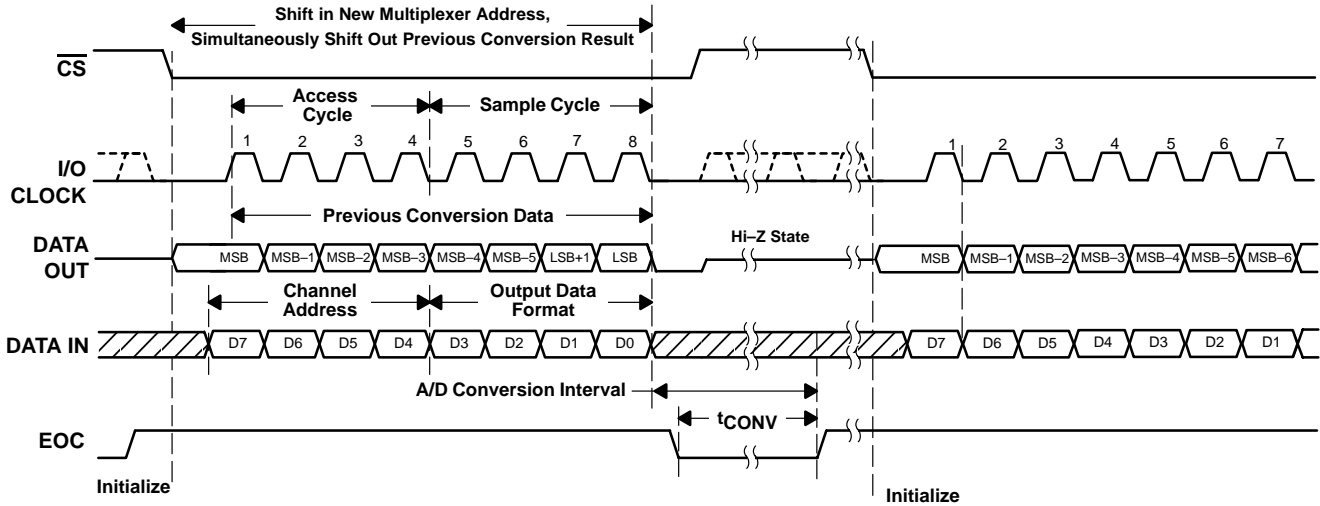 Shift in New Multiplexer Address,
Simultaneously Shift Out Previous Conversion Result
CS
Access
Cycle
Sample Cycle
I/O
CLOCK
1 2 3 4 5 6 7 8 1 2 3 4 5 6 7
Previous Conversion Data
DATA
OUT
MSB MSB–1 MSB–2 MSB–3 MSB–4 MSB–5 LSB+1 LSB Hi–Z State MSB MSB–1 MSB–2 MSB–3 MSB–4 MSB–5 MSB–6
Channel
Address
Output Data
Format
DATA IN D7 D6 D5 D4 D3 D2 D1 D0 D7 D6 D5 D4 D3 D2 D1
A/D Conversion Interval
tCONV
EOC
Initialize Initialize